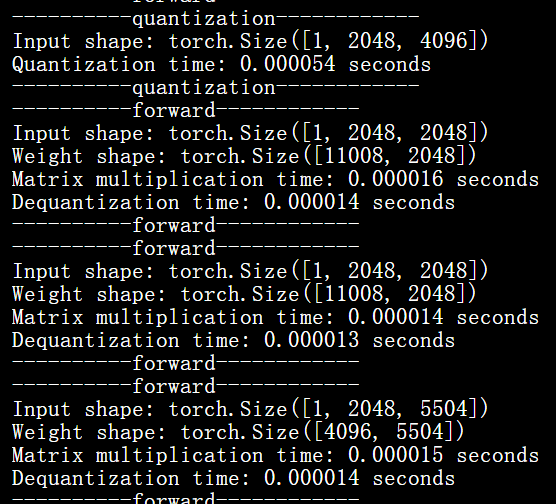 ----------forward------------
----------quantization------------
Input shape: torch.Size([1, 2048, 4096])
Quantization time: 0.000054 seconds
----------quantization------------
----------forward------------
Input shape: torch.Size([1, 2048, 2048])
Weight shape: torch.Size([11008, 2048])
Matrix multiplication time: 0.000016 seconds
Dequantization time: 0.000014 seconds
----------forward------------
----------forward------------
Input shape: torch.Size([1, 2048, 2048])
Weight shape: torch.Size([11008, 2048])
Matrix multiplication time: 0.000014 seconds
Dequantization time: 0.000013 seconds
----------forward------------
----------forward------------
Input shape: torch.Size([1, 2048, 5504])
Weight shape: torch.Size([4096, 5504])
Matrix multiplication time: 0.000015 seconds
Dequantization time: 0.000014 seconds
----------forward------------